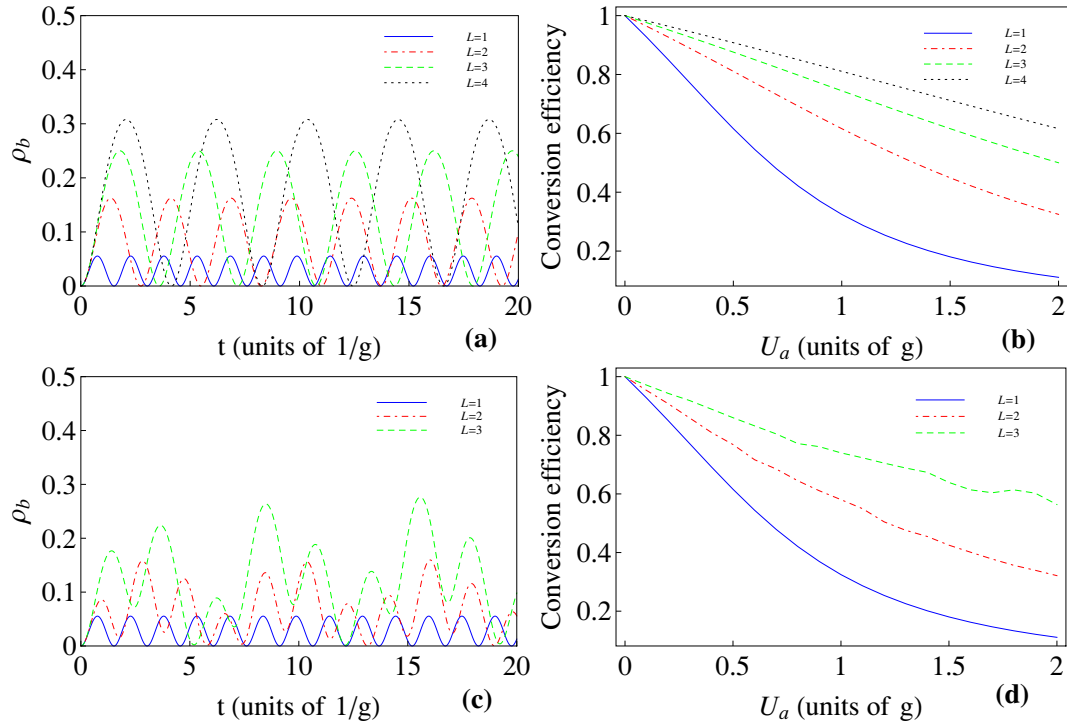 0.5
0.4
0.3
0.2
0.1
0
ρb
0 5 10 15 20
t (units of 1/g)
(a)
L=1
L=2
L=3
L=4
1
0.8
0.6
0.4
0.2
Conversion efficiency
0 0.5 1 1.5 2
Ua (units of g)
(b)
L=1
L=2
L=3
L=4
0.5
0.4
0.3
0.2
0.1
0
ρb
0 5 10 15 20
t (units of 1/g)
(c)
L=1
L=2
L=3
1
0.8
0.6
0.4
0.2
Conversion efficiency
0 0.5 1 1.5 2
Ua (units of g)
(d)
L=1
L=2
L=3